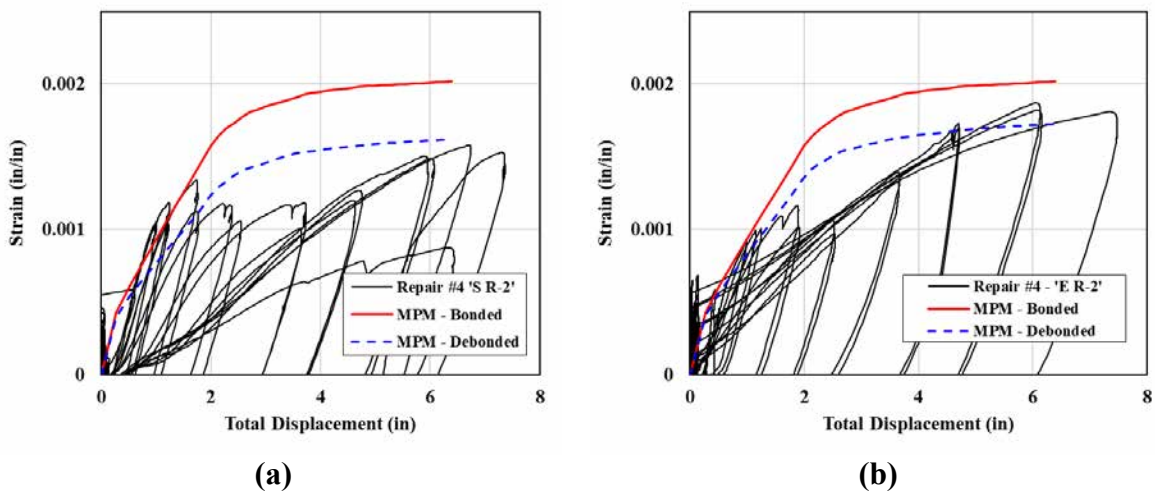 0.002
0.001
0
Strain (in/in)
0 2 4 6 8
Total Displacement (in)
Repair #4 'S R-2'
MPM - Bonded
MPM - Debonded
(a)
0.002
0.001
0
Strain (in/in)
0 2 4 6 8
Total Displacement (in)
Repair #4 - 'E R-2'
MPM - Bonded
MPM - Debonded
(b)